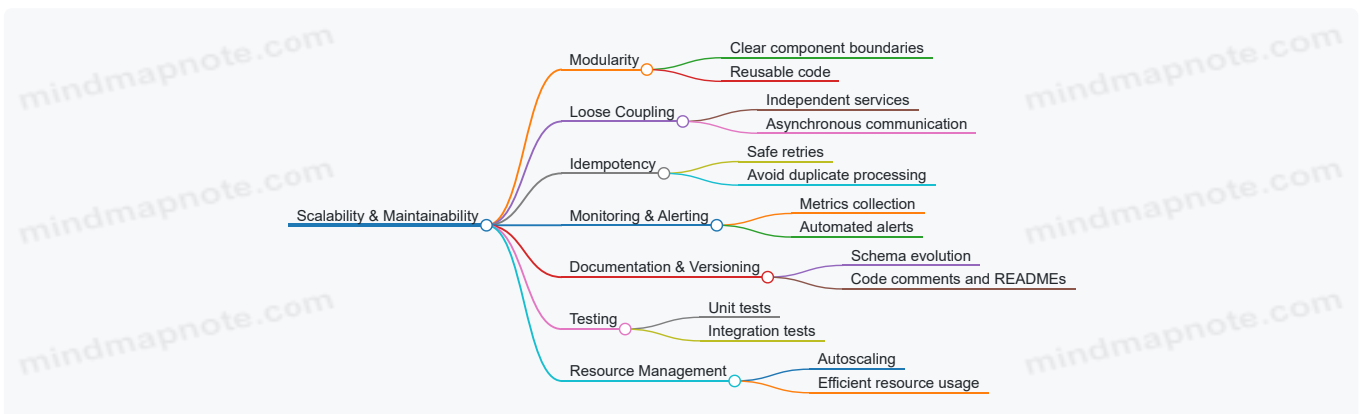 mindmapnote.com
mindmapnote.com
Clear component boundaries
Modularity
Reusable code
Independent services
Loose Coupling
Asynchronous communication
Safe retries
Idempotency
Avoid duplicate processing
mindmapnote.com
mindmapnote.com
Metrics collection
Scalability & Maintainability
Monitoring & Alerting
Automated alerts
Schema evolution
Documentation & Versioning
Code comments and READMEs
Unit tests
Testing
Integration tests
mindmapnote.com
mindmapnote.com
Autoscaling
Resource Management
Efficient resource usage